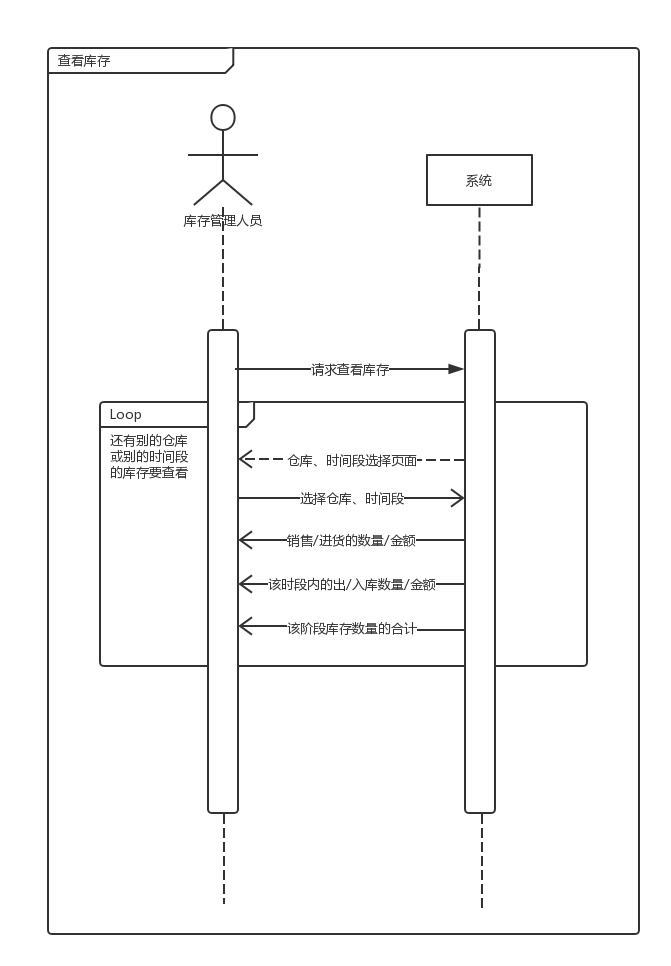 查看库存
系统
库存管理人员
请求查看库存
Loop
还有别的仓库
或别的时间段
的库存要查看
仓库、时间段选择页面
选择仓库、时间段
销售/进货的数量/金额
该时段内的出/入库数量/金额
该阶段库存数量的合计